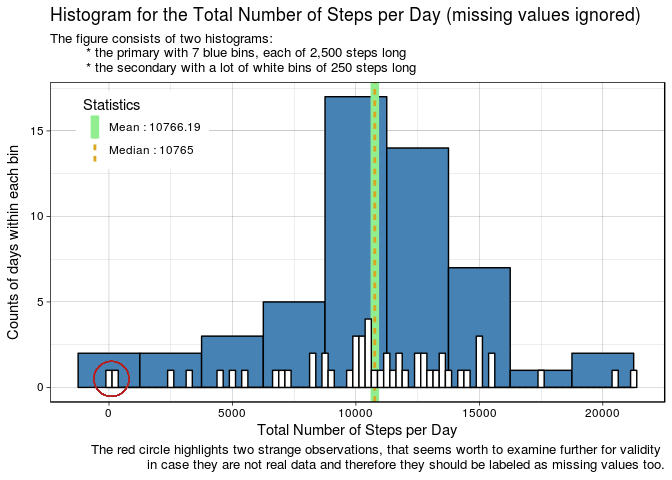 Histogram for the Total Number of Steps per Day (missing values ignored)
The figure consists of two histograms:
* the primary with 7 blue bins, each of 2,500 steps long
* the secondary with a lot of white bins of 250 steps long
Statistics
Mean : 10766.19
Median : 10765
Counts of days within each bin
15
10
5
0
0 5000 10000 15000 20000
Total Number of Steps per Day
The red circle highlights two strange observations, that seems worth to examine further for validity
in case they are not real data and therefore they should be labeled as missing values too.